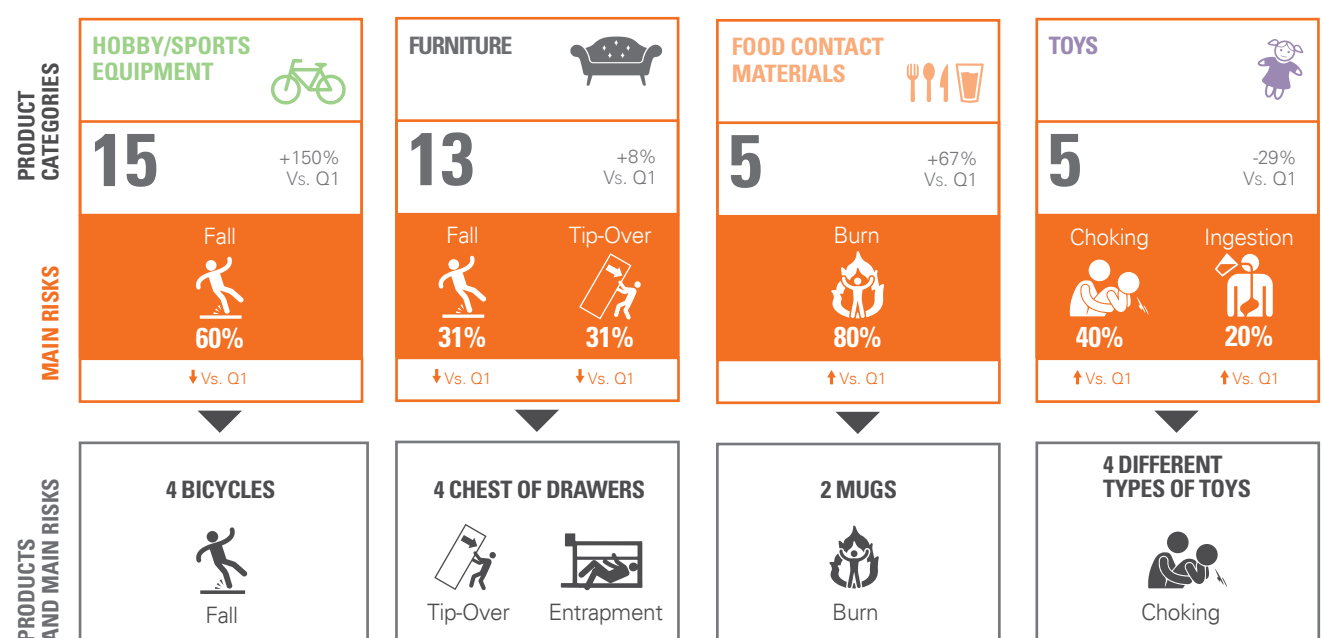 PRODUCT
CATEGORIES
HOBBY/SPORTS
EQUIPMENT
15
+150%
Vs. Q1
FURNITURE
13
+8%
Vs. Q1
FOOD CONTACT
MATERIALS
5
+67%
Vs. Q1
TOYS
5
-29%
Vs. Q1
MAIN RISKS
Fall
60%
Vs. Q1
Fall
31%
Vs. Q1
Tip-Over
31%
Vs. Q1
Burn
80%
Vs. Q1
Choking
40%
Vs. Q1
Ingestion
20%
Vs. Q1
PRODUCTS
AND MAIN RISKS
4 BICYCLES
Fall
4 CHEST OF DRAWERS
Tip-Over
Entrapment
2 MUGS
Burn
4 DIFFERENT
TYPES OF TOYS
Choking